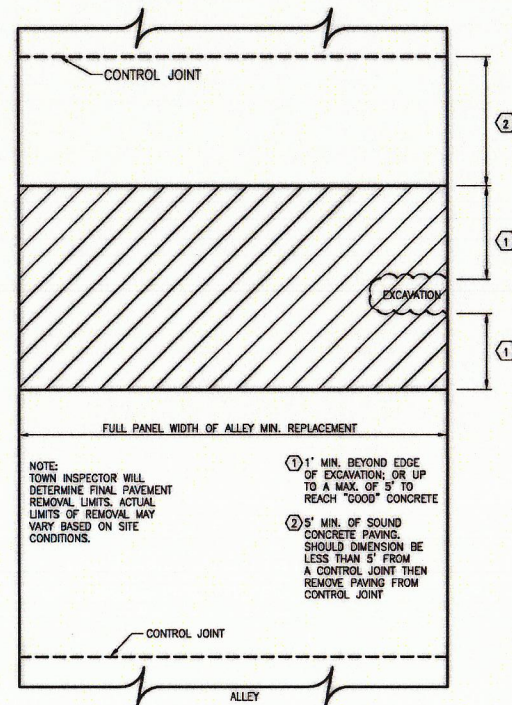 CONTROL JOINT
2
1
EXCAVATION
1
FULL PANEL WIDTH OF ALLEY MIN. REPLACEMENT
NOTE:
TOWN INSPECTOR WILL
DETERMINE FINAL PAVEMENT
REMOVAL LIMITS. ACTUAL
LIMITS OF REMOVAL MAY
VARY BASED ON SITE
CONDITIONS.
1 1' MIN. BEYOND EDGE
OF EXCAVATION; OR UP
TO A MAX. OF 5' TO
REACH "GOOD" CONCRETE
2 5' MIN. OF SOUND
CONCRETE PAVING.
SHOULD DIMENSION BE
LESS THAN 5' FROM
A CONTROL JOINT THEN
REMOVE PAVING FROM
CONTROL JOINT
CONTROL JOINT
ALLEY